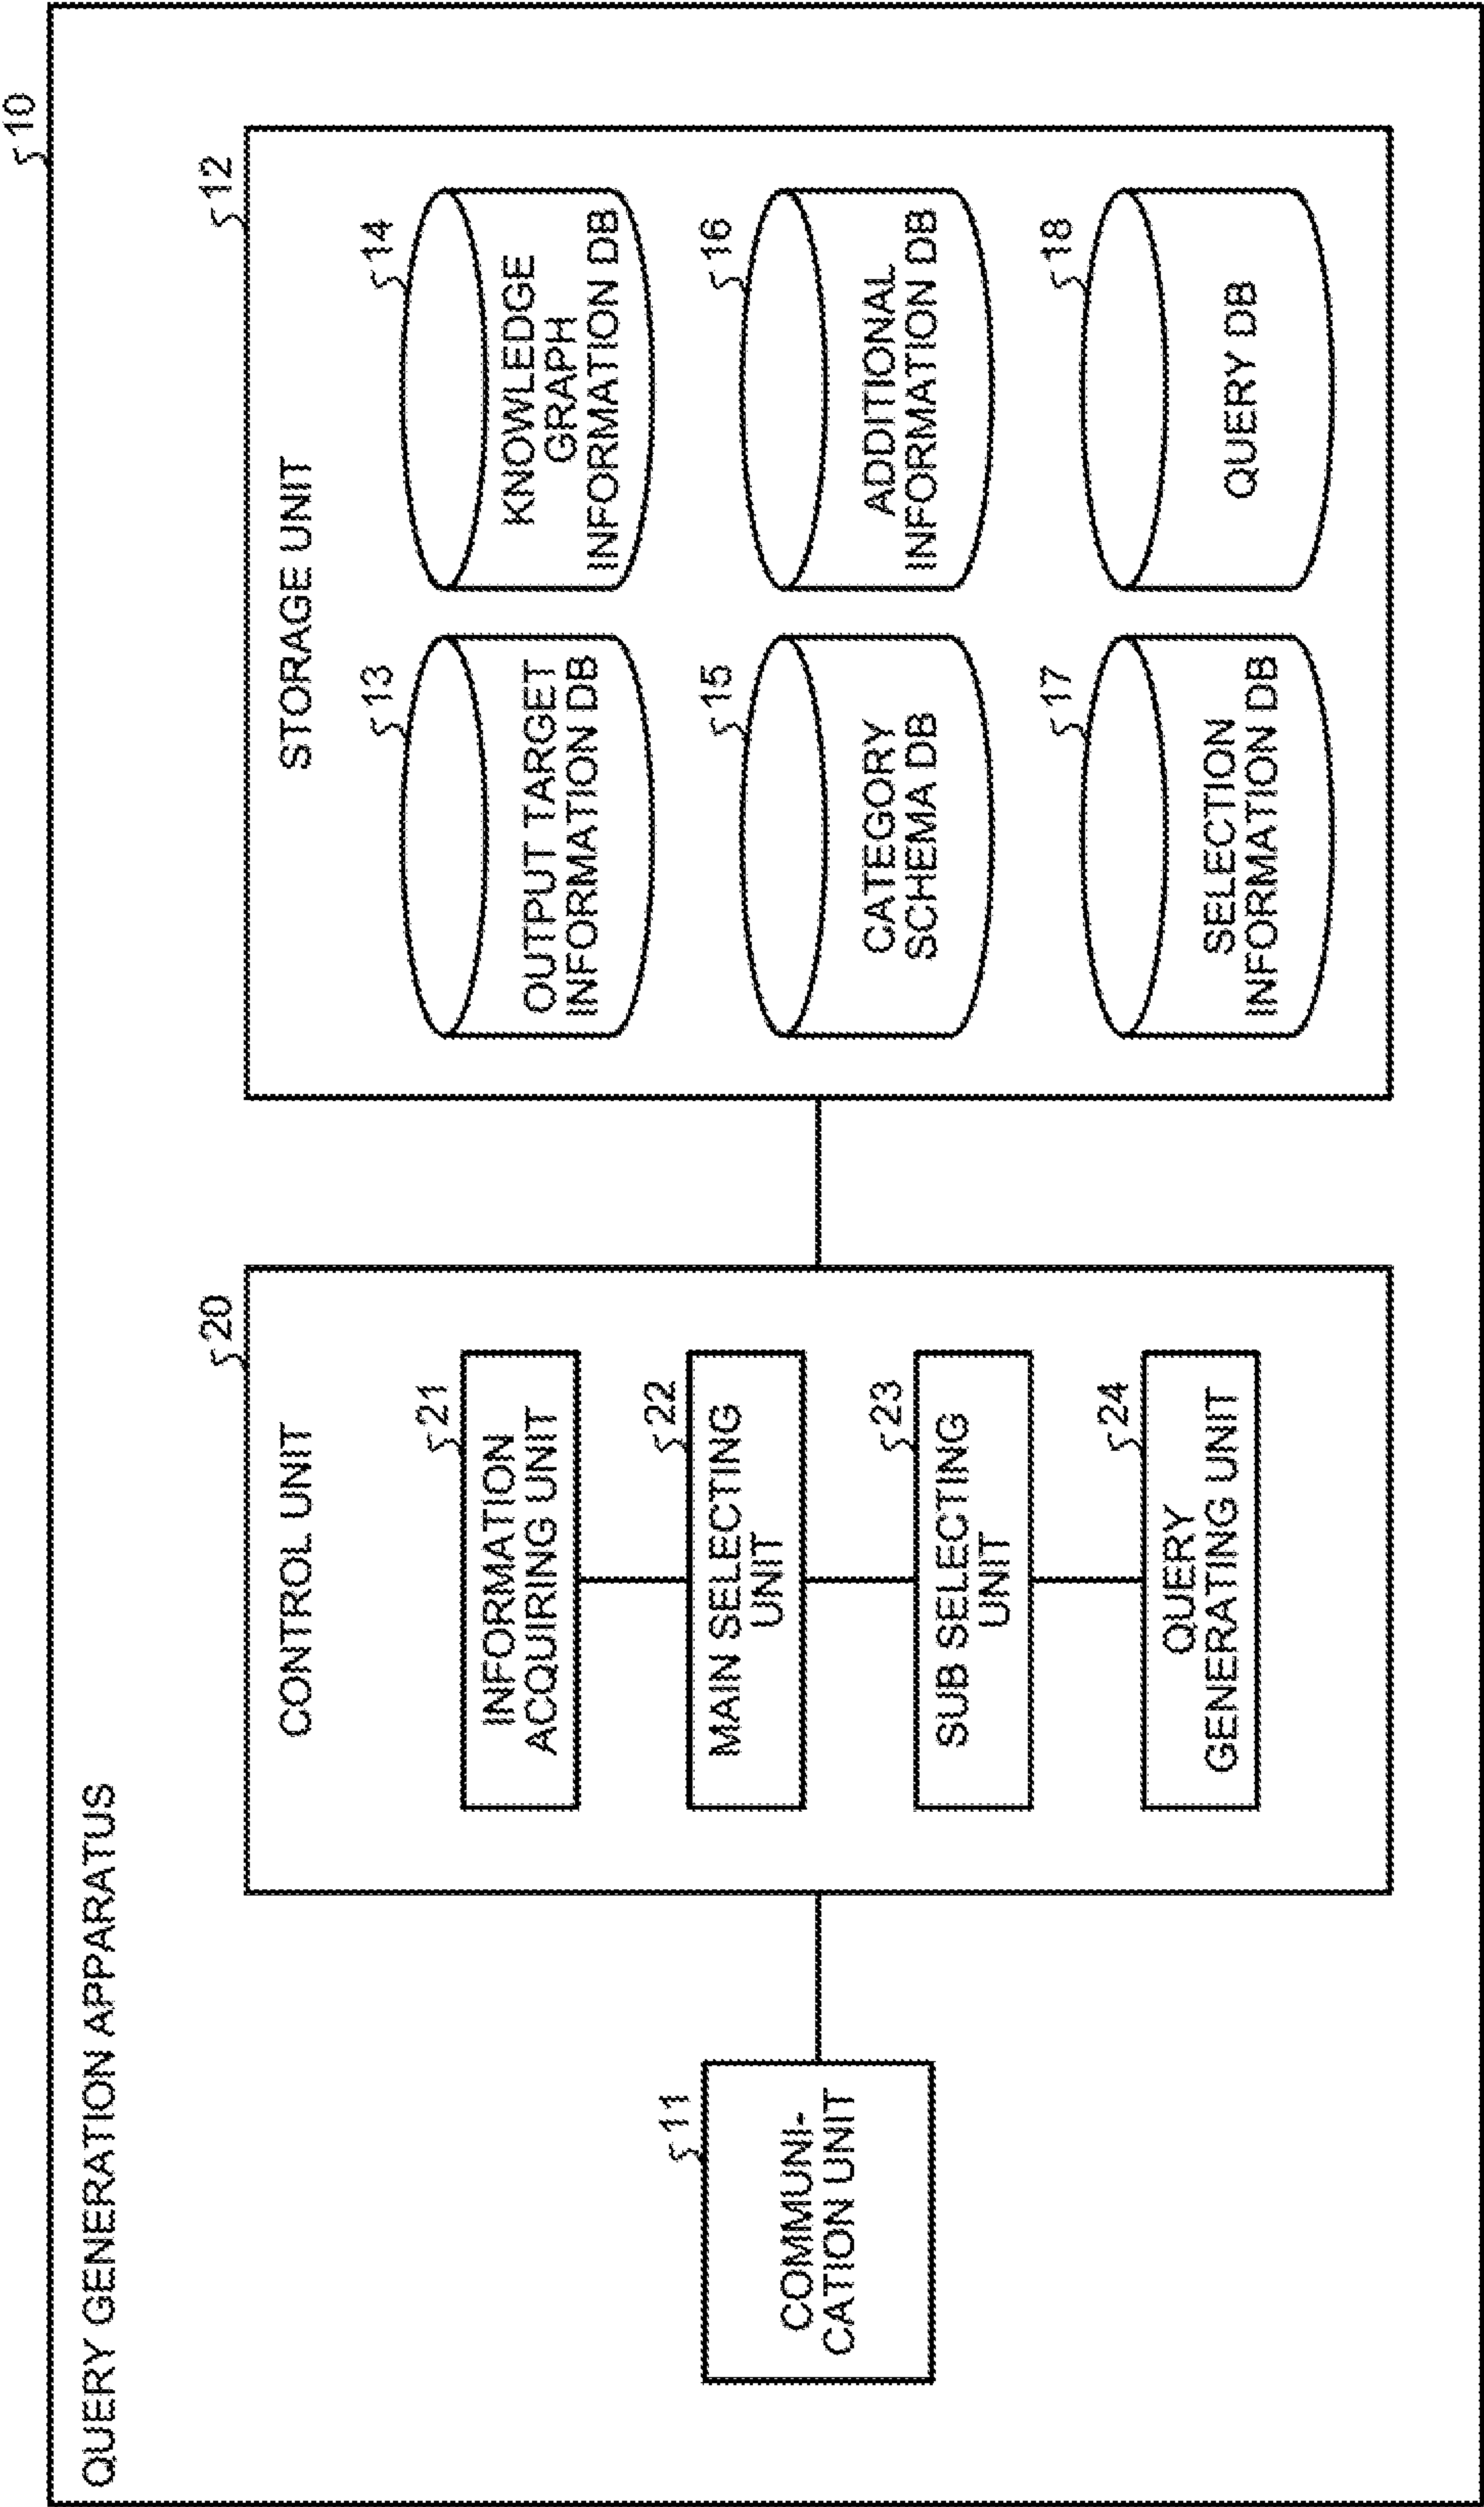 10
QUERY GENERATION APPARATUS
11
COMMUNI-
CATION UNIT
20
CONTROL UNIT
21
INFORMATION
ACQUIRING UNIT
22
MAIN SELECTING
UNIT
23
SUB SELECTING
UNIT
24
QUERY
GENERATING UNIT
12
STORAGE UNIT
13
OUTPUT TARGET
INFORMATION DB
14
KNOWLEDGE
GRAPH
INFORMATION DB
15
CATEGORY
SCHEMA DB
16
ADDITIONAL
INFORMATION DB
17
SELECTION
INFORMATION DB
18
QUERY DB